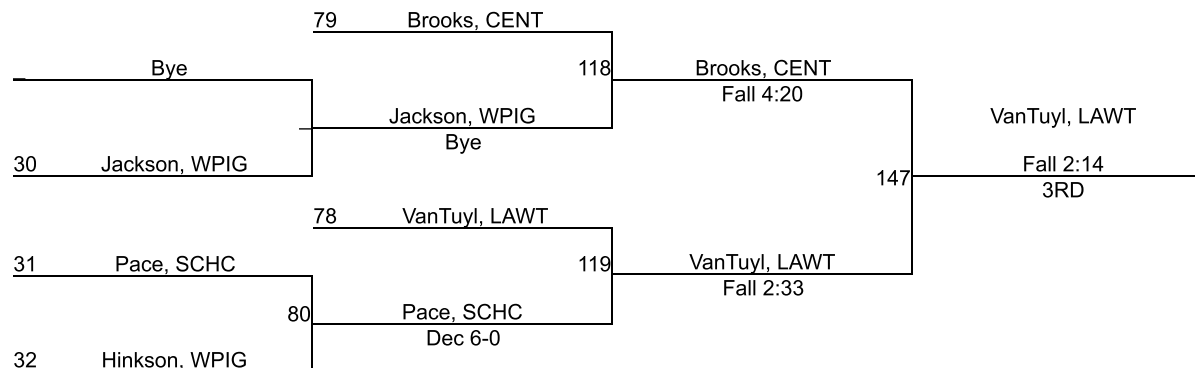 79 Brooks, CENT
Bye
118 Brooks, CENT
Fall 4:20
Jackson, WPIG
Bye
VanTuyl, LAWT
30 Jackson, WPIG
Fall 2:14
147
3RD
78 VanTuyl, LAWT
31 Pace, SCHC
119 VanTuyl, LAWT
Fall 2:33
80 Pace, SCHC
Dec 6-0
32 Hinkson, WPIG